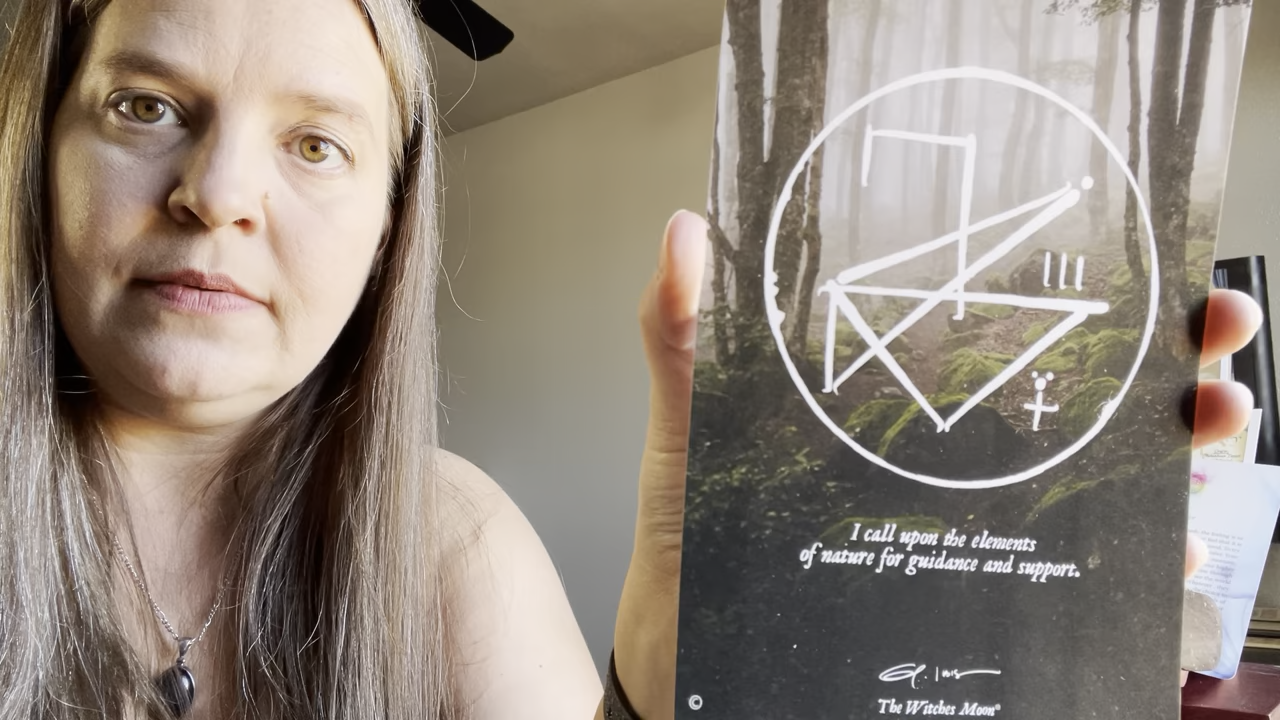 I call upon the elements
of nature for guidance and support.
©
The Witches Moon®